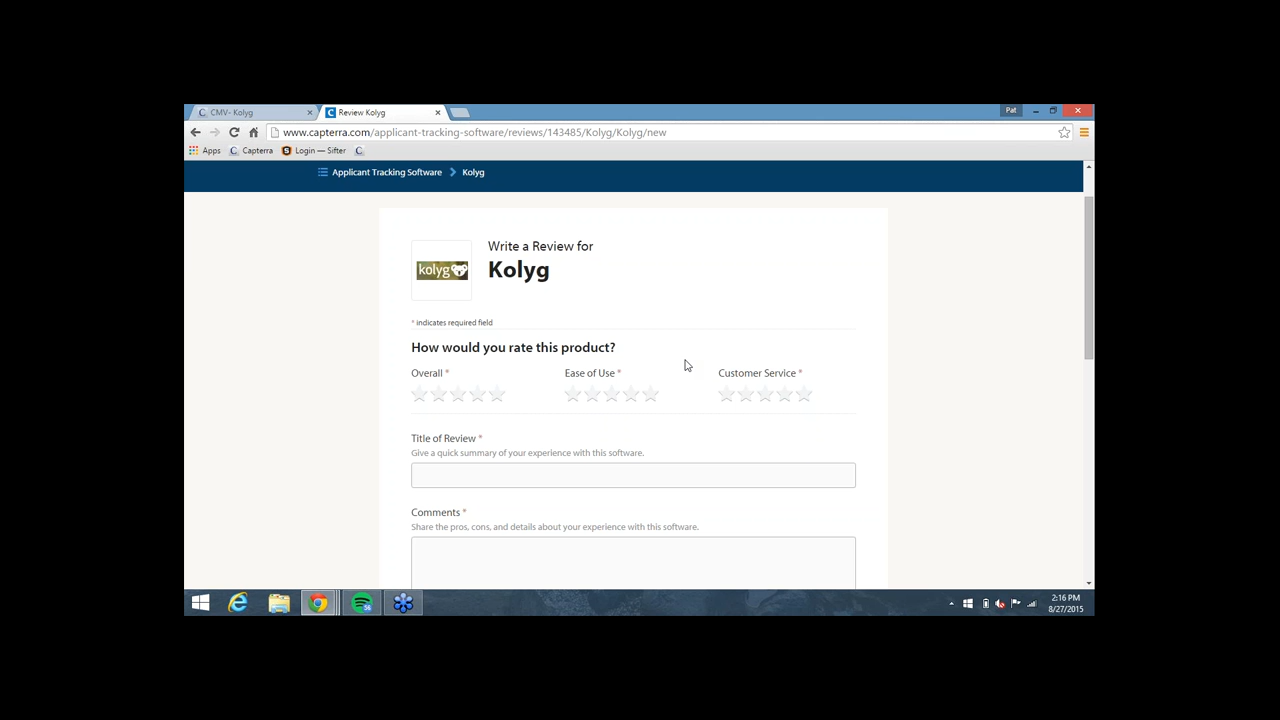 CMV- Kolyg
Review Kolyg
Pat
www.capterra.com/applicant-tracking-software/reviews/143485/Kolyg/Kolyg/new
Apps Capterra Login — Sifter
Applicant Tracking Software Kolyg
kolyg
Write a Review for
Kolyg
* indicates required field
How would you rate this product?
Overall * Ease of Use * Customer Service *
Title of Review *
Give a quick summary of your experience with this software.
Comments *
Share the pros, cons, and details about your experience with this software.
2:16 PM
8/27/2015